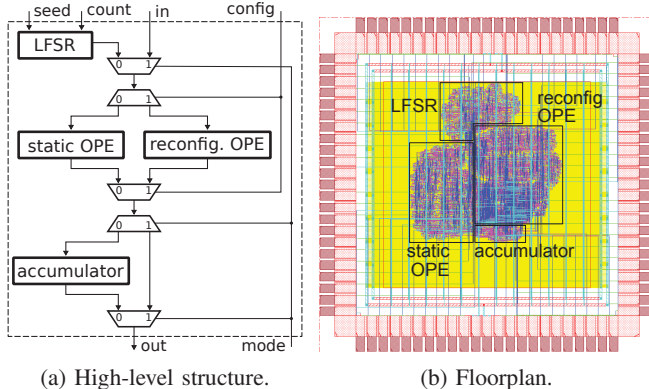 seed count in config
LFSR
0 1
0 1
static OPE reconfig. OPE
0 1
0 1
accumulator
0 1
out mode
(a) High-level structure.
LFSR
reconfig
OPE
static
OPE
accumulator
(b) Floorplan.